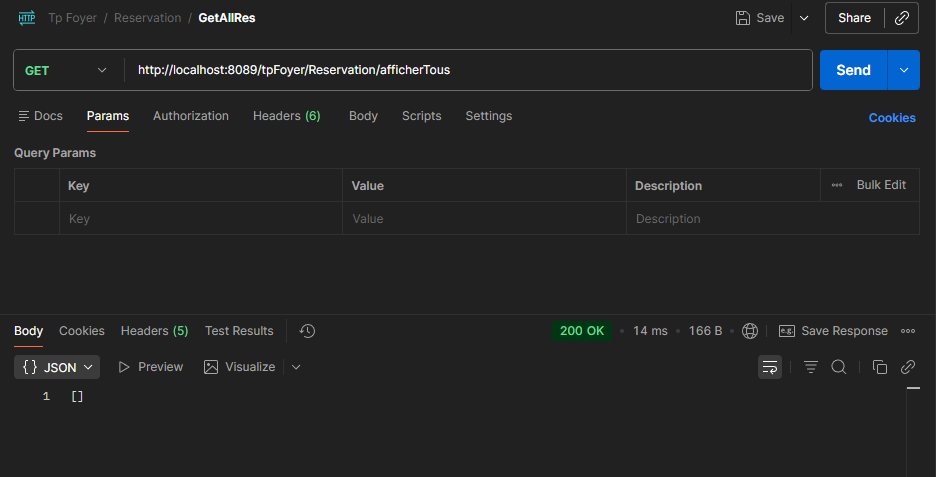 HTTP Tp Foyer / Reservation / GetAllRes Save Share
GET http://localhost:8089/tpFoyer/Reservation/afficherTous Send
Docs Params Authorization Headers (6) Body Scripts Settings Cookies
Query Params
Key Value Description ••• Bulk Edit
Key Value Description
Body Cookies Headers (5) Test Results 200 OK • 14 ms • 166 B • e.g. Save Response •••
{} JSON Preview Visualize
1 []